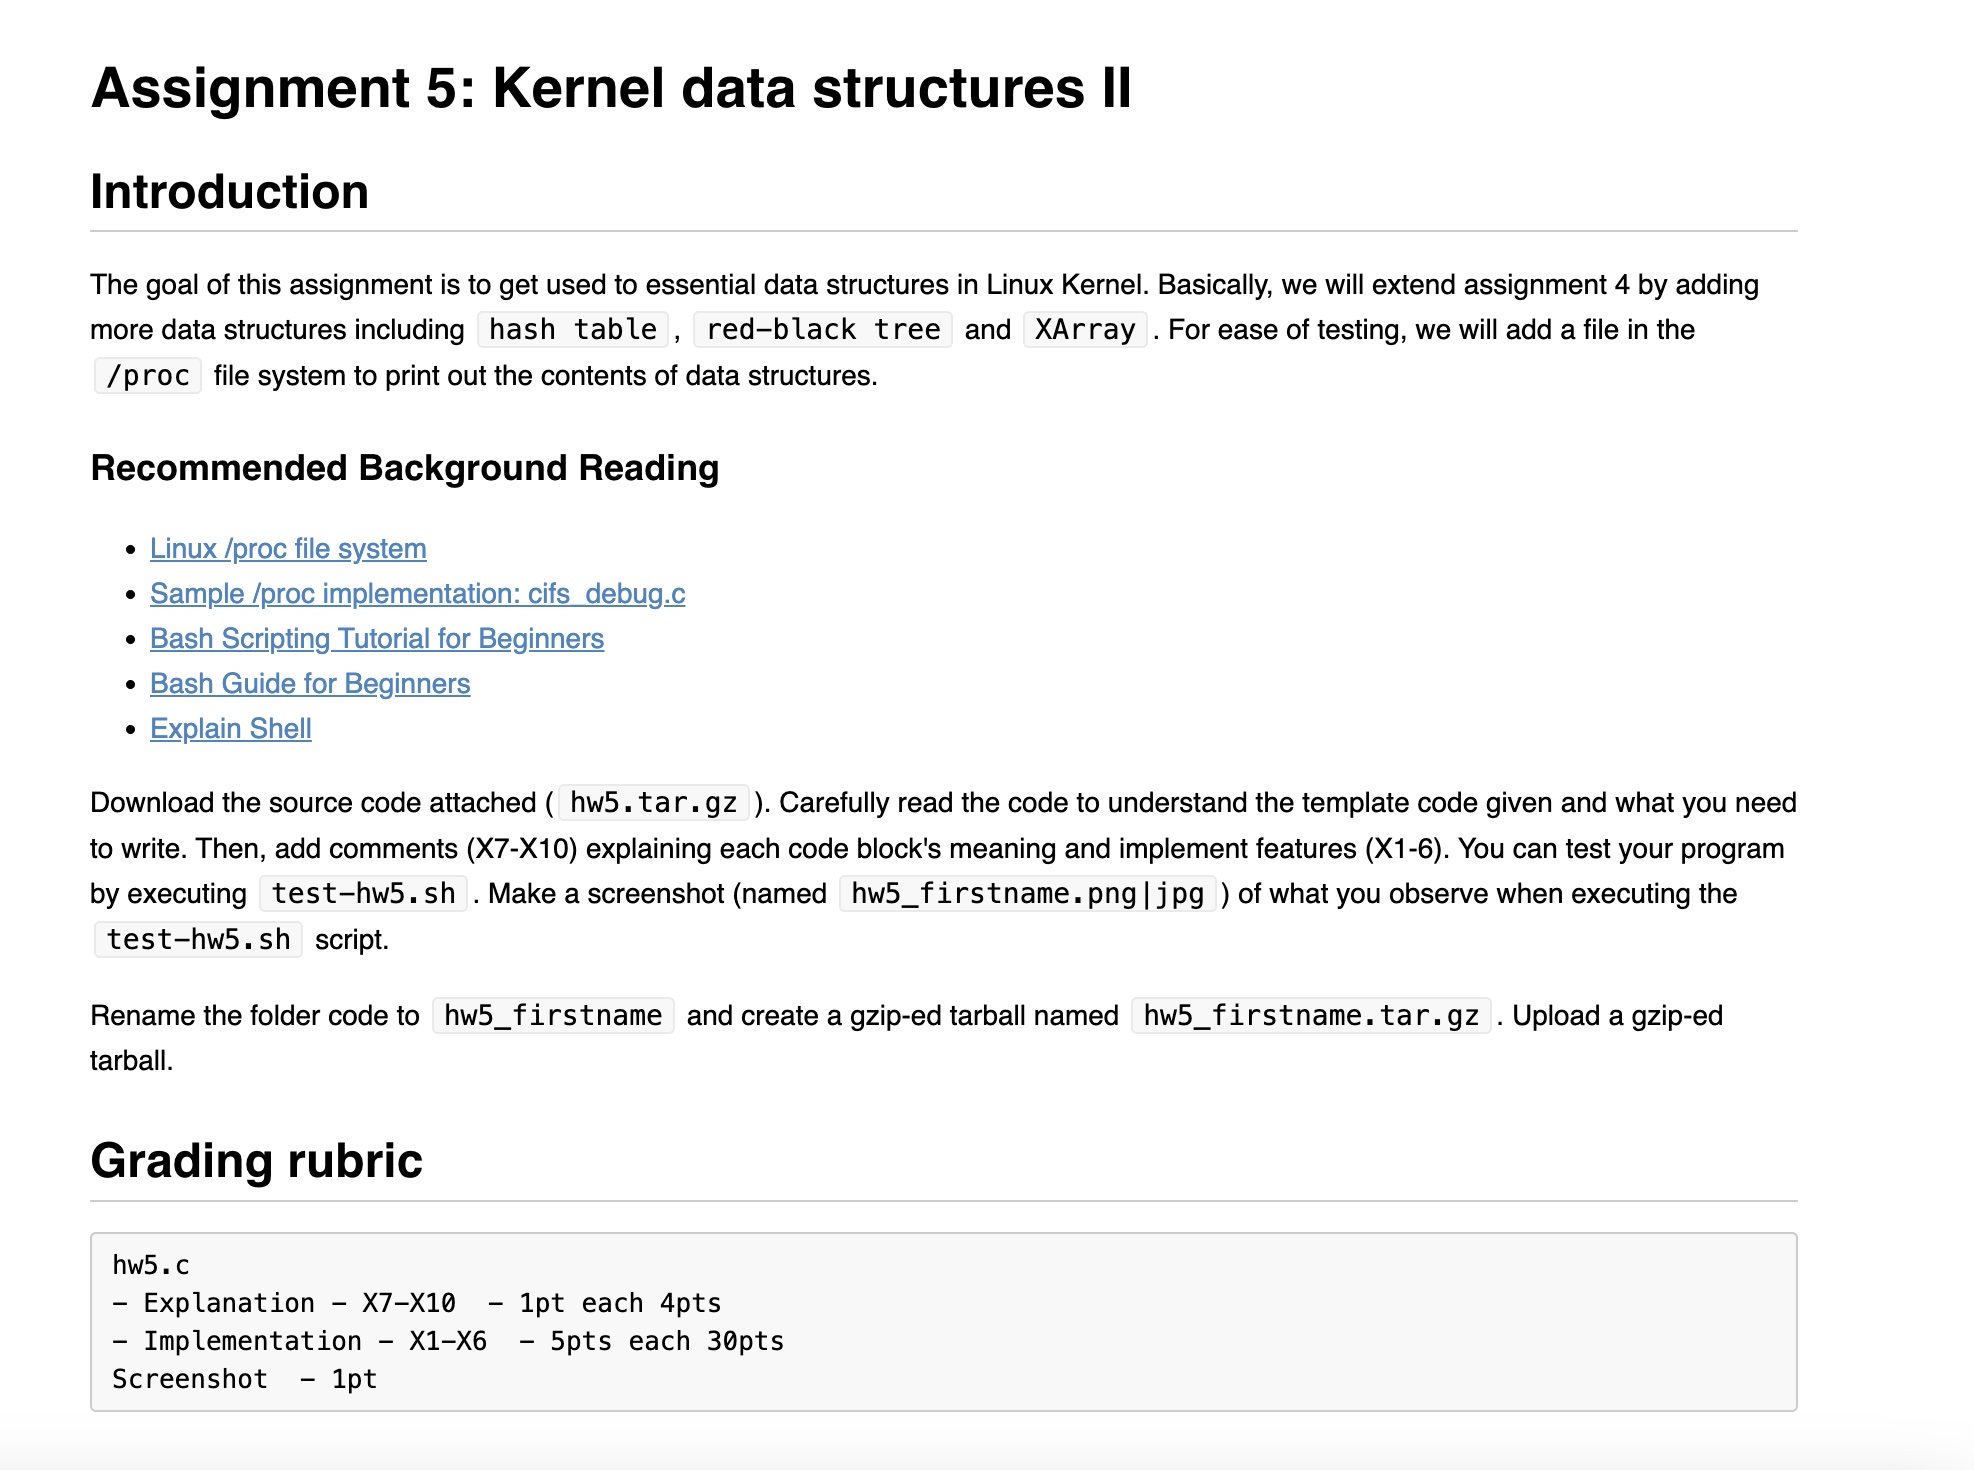 Assignment 5: Kernel data structures II
Introduction
The goal of this assignment is to get used to essential data structures in Linux Kernel. Basically, we will extend assignment 4 by adding
more data structures including hash table , red-black tree and XArray . For ease of testing, we will add a file in the
/proc file system to print out the contents of data structures.
Recommended Background Reading
• Linux /proc file system
• Sample /proc implementation: cifs_debug.c
• Bash Scripting Tutorial for Beginners
• Bash Guide for Beginners
• Explain Shell
Download the source code attached ( hw5.tar.gz ). Carefully read the code to understand the template code given and what you need
to write. Then, add comments (X7-X10) explaining each code block's meaning and implement features (X1-6). You can test your program
by executing test-hw5.sh . Make a screenshot (named hw5_firstname.png|jpg ) of what you observe when executing the
test-hw5.sh script.
Rename the folder code to hw5_firstname and create a gzip-ed tarball named hw5_firstname.tar.gz . Upload a gzip-ed
tarball.
Grading rubric
hw5.c
- Explanation - X7-X10  - 1pt each 4pts
- Implementation - X1-X6  - 5pts each 30pts
Screenshot  - 1pt